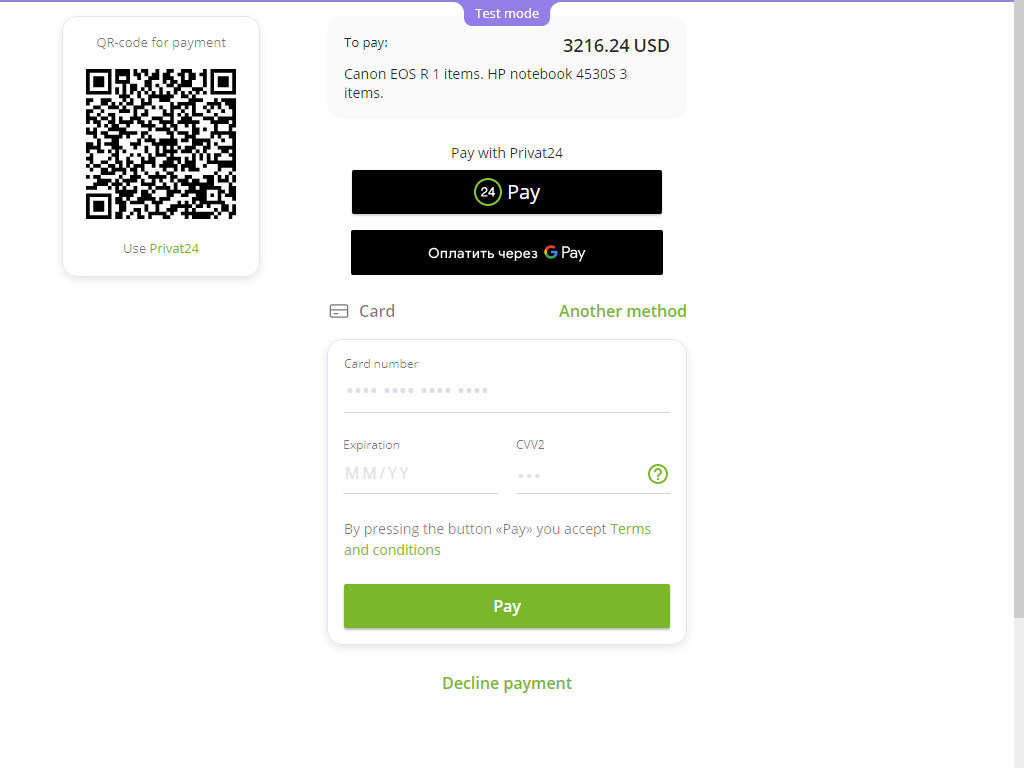 Test mode
QR-code for payment
Use Privat24
To pay:
3216.24 USD
Canon EOS R 1 items. HP notebook 4530S 3
items.
Pay with Privat24
24 Pay
Оплатить через G Pay
Card
Another method
Card number
•••• •••• •••• ••••
Expiration
CVV2
MM/YY
•••
?
By pressing the button «Pay» you accept Terms
and conditions
Pay
Decline payment